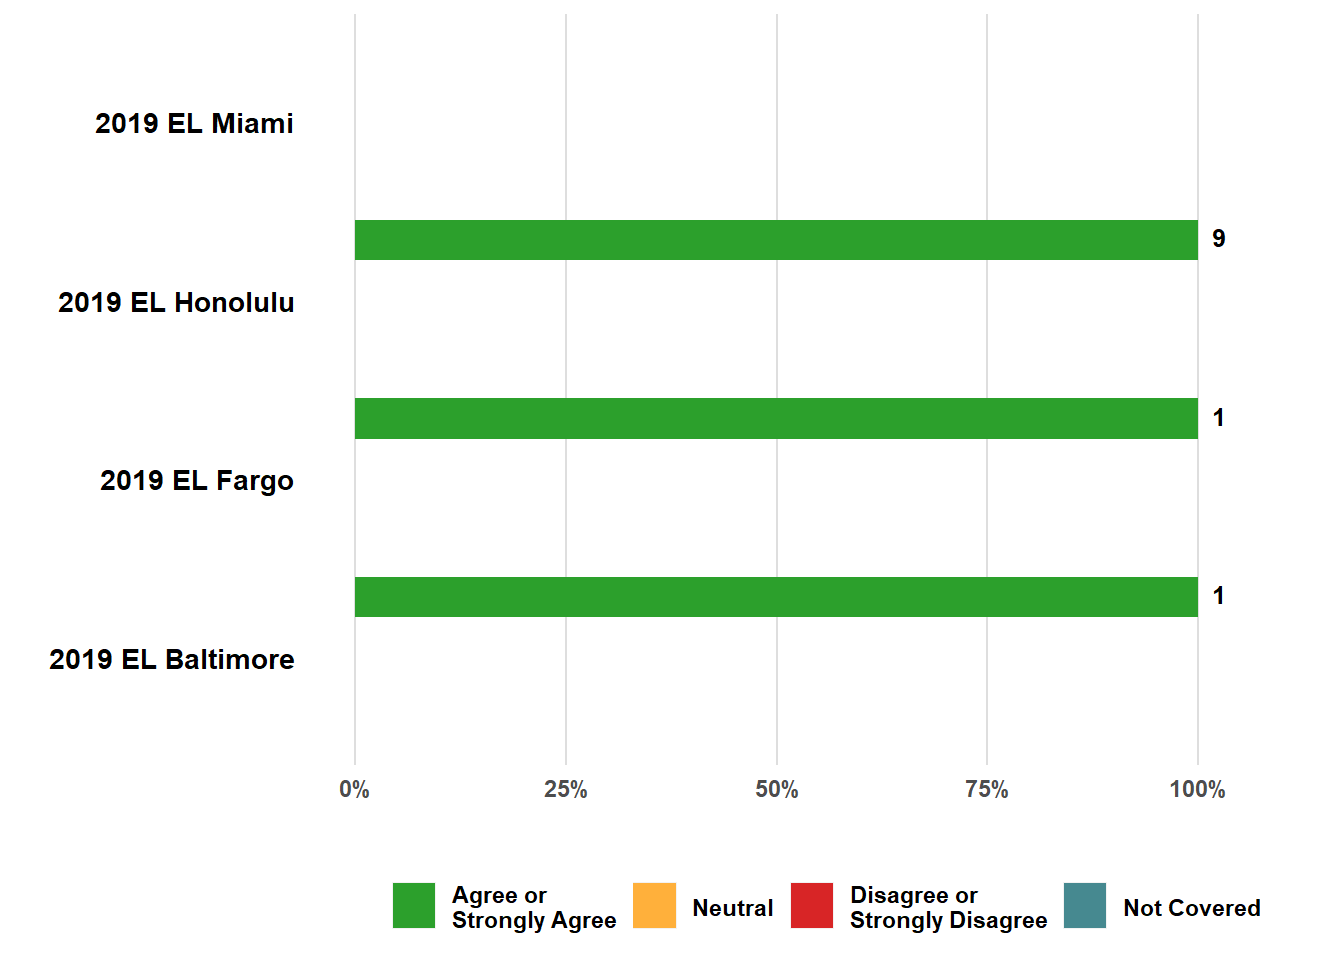 2019 EL Miami
9
2019 EL Honolulu
1
2019 EL Fargo
1
2019 EL Baltimore
0% 25% 50% 75% 100%
Agree or
Strongly Agree
Neutral
Disagree or
Strongly Disagree
Not Covered